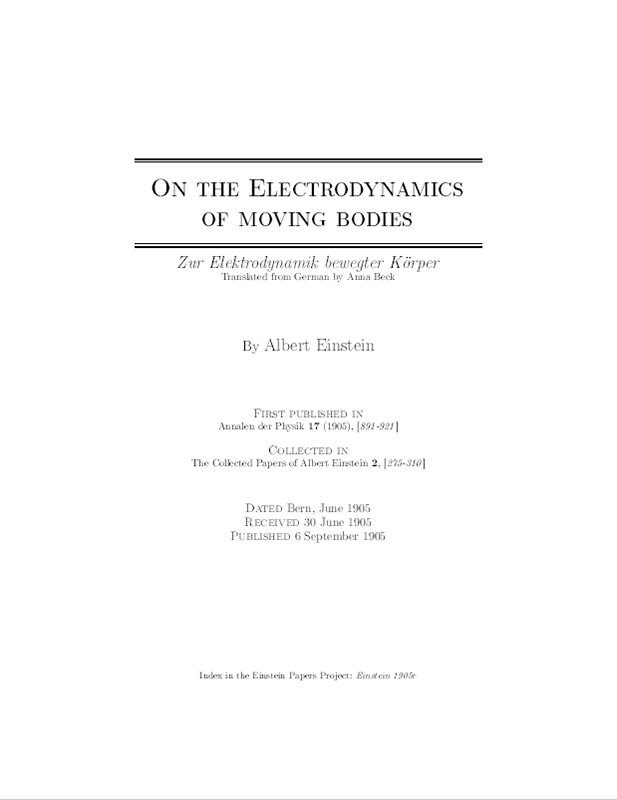 On the Electrodynamics
of moving bodies
Zur Elektrodynamik bewegter Körper
Translated from German by Anna Beck
By Albert Einstein
First published in
Annalen der Physik 17 (1905), [891-921]
Collected in
The Collected Papers of Albert Einstein 2, [275-310]
Dated Bern, June 1905
Received 30 June 1905
Published 6 September 1905
Index in the Einstein Papers Project: Einstein 1905r